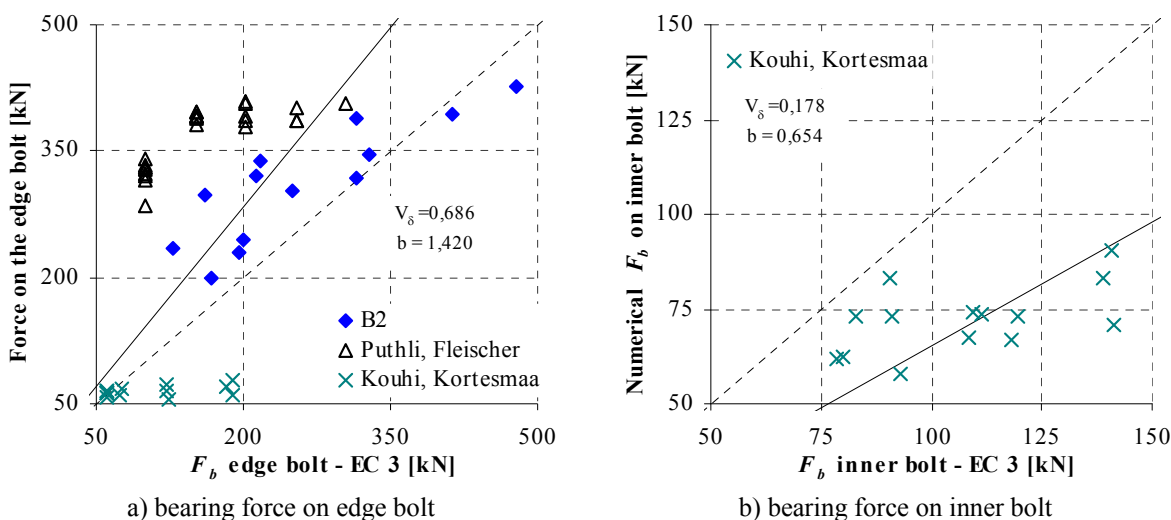 Force on the edge bolt [kN]
500
350
200
50
V_δ=0,686
b = 1,420
B2
Puthli, Fleischer
Kouhi, Kortesmaa
50
200
350
500
F_b edge bolt - EC 3 [kN]
a) bearing force on edge bolt
Numerical F_b on inner bolt [kN]
150
125
100
75
50
Kouhi, Kortesmaa
V_δ=0,178
b = 0,654
50
75
100
125
150
F_b inner bolt - EC 3 [kN]
b) bearing force on inner bolt